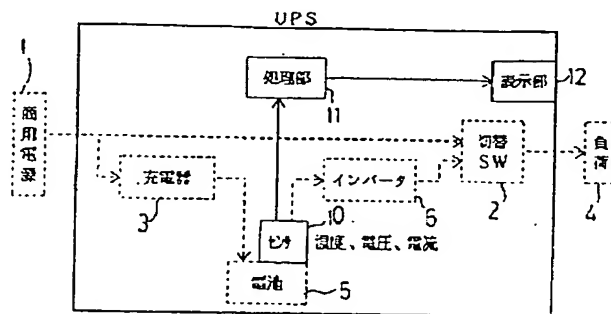 UPS
1
商用電源
処理部
11
表示部
12
充電器
3
インバータ
6
切替
SW
2
負荷
4
センサ
10
温度、電圧、電流
電池
5